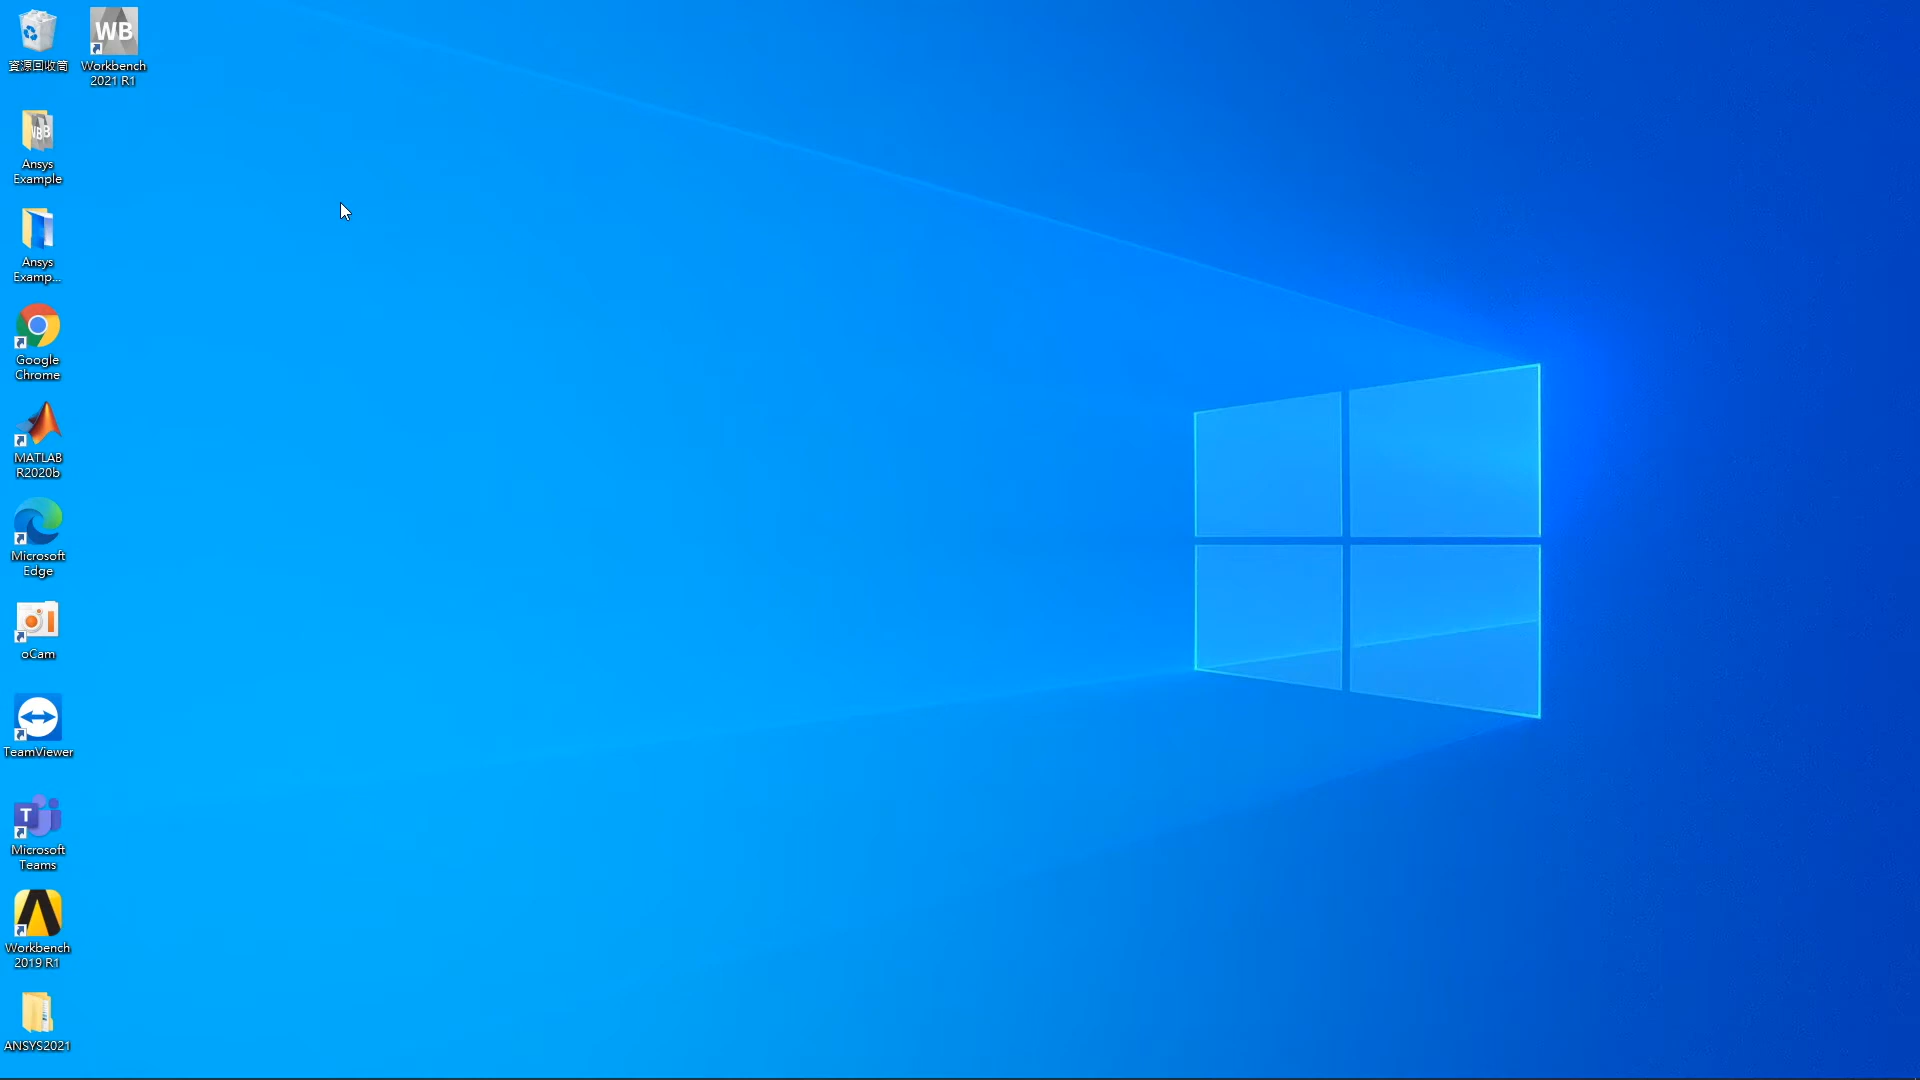 資源回收筒
WB
Workbench
2021 R1
Ansys
Example
Ansys
Examp...
Google
Chrome
MATLAB
R2020b
Microsoft
Edge
oCam
TeamViewer
T
Microsoft
Teams
Workbench
2019 R1
ANSYS2021